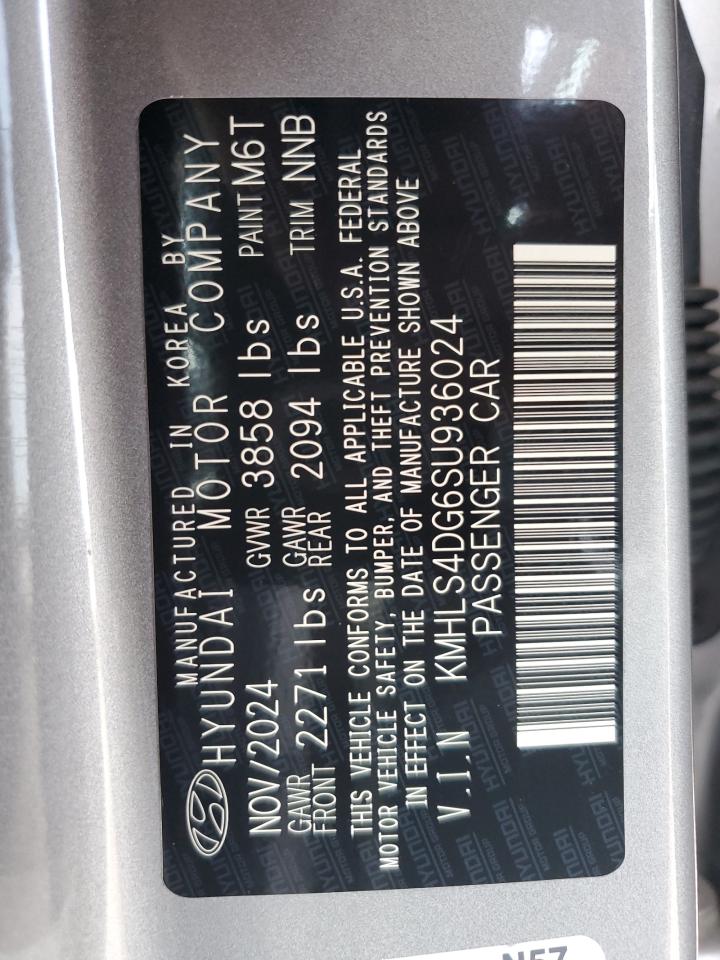 MANUFACTURED IN KOREA BY
HYUNDAI MOTOR COMPANY
NOV/2024 GVWR 3858 lbs PAINT M6T
GAWR FRONT 2271 lbs GAWR REAR 2094 lbs TRIM NNB
THIS VEHICLE CONFORMS TO ALL APPLICABLE U.S.A. FEDERAL
MOTOR VEHICLE SAFETY, BUMPER, AND THEFT PREVENTION STANDARDS
IN EFFECT ON THE DATE OF MANUFACTURE SHOWN ABOVE
V.I.N KMHLS4DG6SU936024
PASSENGER CAR